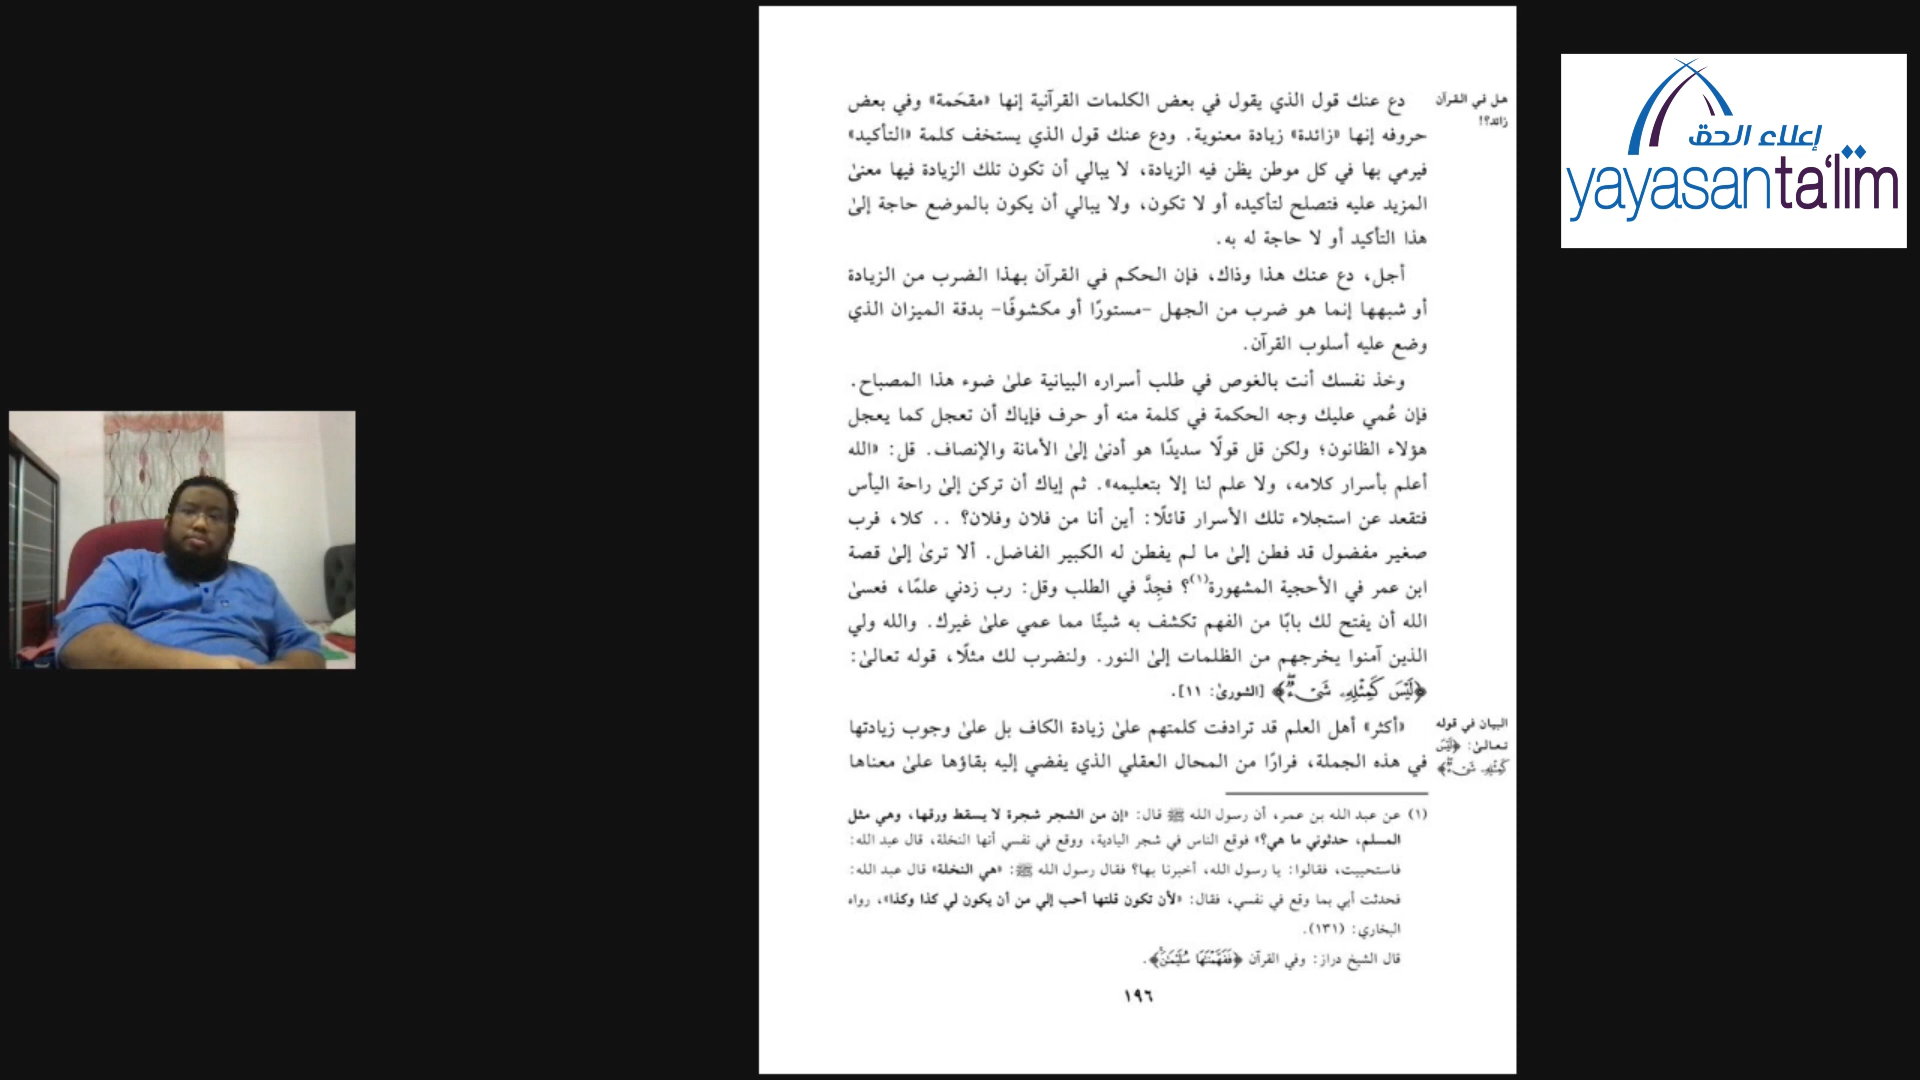 هل في القرآن
زائد؟!
دع عنك قول الذي يقول في بعض الكلمات القرآنية إنها «مقحَمة» وفي بعض
حروفه إنها «زائدة» زيادة معنوية. ودع عنك قول الذي يستخف كلمة «التأكيد»
فيرمي بها في كل موطن يظن فيه الزيادة، لا يبالي أن تكون تلك الزيادة فيها معنىٰ
المزيد عليه فتصلح لتأكيده أو لا تكون، ولا يبالي أن يكون بالموضع حاجة إلىٰ
هذا التأكيد أو لا حاجة له به.
أجل، دع عنك هذا وذاك، فإن الحكم في القرآن بهذا الضرب من الزيادة
أو شبهها إنما هو ضرب من الجهل -مستورًا أو مكشوفًا- بدقة الميزان الذي
وضع عليه أسلوب القرآن.
وخذ نفسك أنت بالغوص في طلب أسراره البيانية علىٰ ضوء هذا المصباح.
فإن عُمي عليك وجه الحكمة في كلمة منه أو حرف فإياك أن تعجل كما يعجل
هؤلاء الظانون؛ ولكن قل قولًا سديدًا هو أدنىٰ إلىٰ الأمانة والإنصاف. قل: «الله
أعلم بأسرار كلامه، ولا علم لنا إلا بتعليمه». ثم إياك أن تركن إلىٰ راحة اليأس
فتقعد عن استجلاء تلك الأسرار قائلًا: أين أنا من فلان وفلان؟ .. كلا، فرب
صغير مفضول قد فطن إلىٰ ما لم يفطن له الكبير الفاضل. ألا ترىٰ إلىٰ قصة
ابن عمر في الأحجية المشهورة(١)؟ فجِدَّ في الطلب وقل: رب زدني علمًا، فعسىٰ
الله أن يفتح لك بابًا من الفهم تكشف به شيئًا مما عمي علىٰ غيرك. والله ولي
الذين آمنوا يخرجهم من الظلمات إلىٰ النور. ولنضرب لك مثلًا، قوله تعالىٰ:
﴿لَيْسَ كَمِثْلِهِۦ شَىْءٌۖ﴾ [الشورىٰ: ١١].
البيان في قوله
تعالىٰ: ﴿لَيْسَ
كَمِثْلِهِۦ شَىْءٌۖ﴾
«أكثر» أهل العلم قد ترادفت كلمتهم علىٰ زيادة الكاف بل علىٰ وجوب زيادتها
في هذه الجملة، فرارًا من المحال العقلي الذي يفضي إليه بقاؤها علىٰ معناها
(١) عن عبد الله بن عمر، أن رسول الله ﷺ قال: «إن من الشجر شجرة لا يسقط ورقها، وهي مثل
المسلم، حدثوني ما هي؟» فوقع الناس في شجر البادية، ووقع في نفسي أنها النخلة، قال عبد الله:
فاستحييت، فقالوا: يا رسول الله، أخبرنا بها؟ فقال رسول الله ﷺ: «هي النخلة» قال عبد الله:
فحدثت أبي بما وقع في نفسي، فقال: «لأن تكون قلتها أحب إلي من أن يكون لي كذا وكذا»، رواه
البخاري: (١٣١).
قال الشيخ دراز: وفي القرآن ﴿فَفَهَّمْنَٰهَا سُلَيْمَٰنَ﴾.
١٩٦
إعلاء الحق
yayasanta'lim